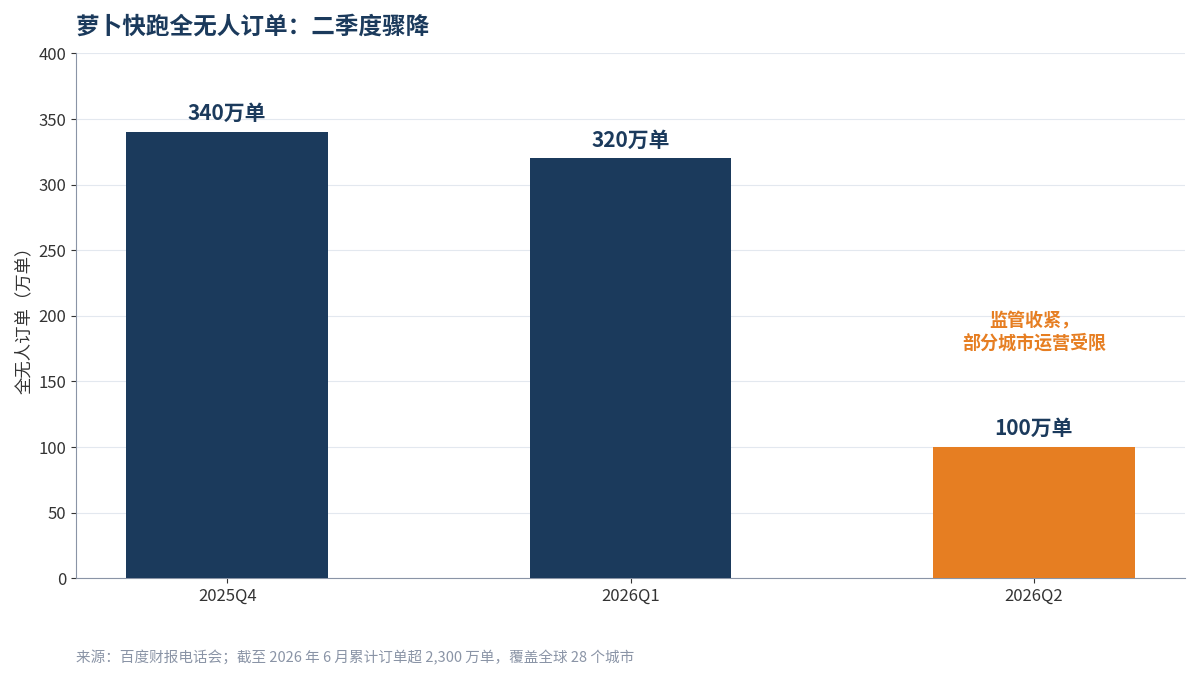 萝卜快跑全无人订单：二季度骤降
全无人订单（万单）
400
350
300
250
200
150
100
50
0
340万单
320万单
监管收紧，
部分城市运营受限
100万单
2025Q4
2026Q1
2026Q2
来源：百度财报电话会；截至 2026 年 6 月累计订单超 2,300 万单，覆盖全球 28 个城市